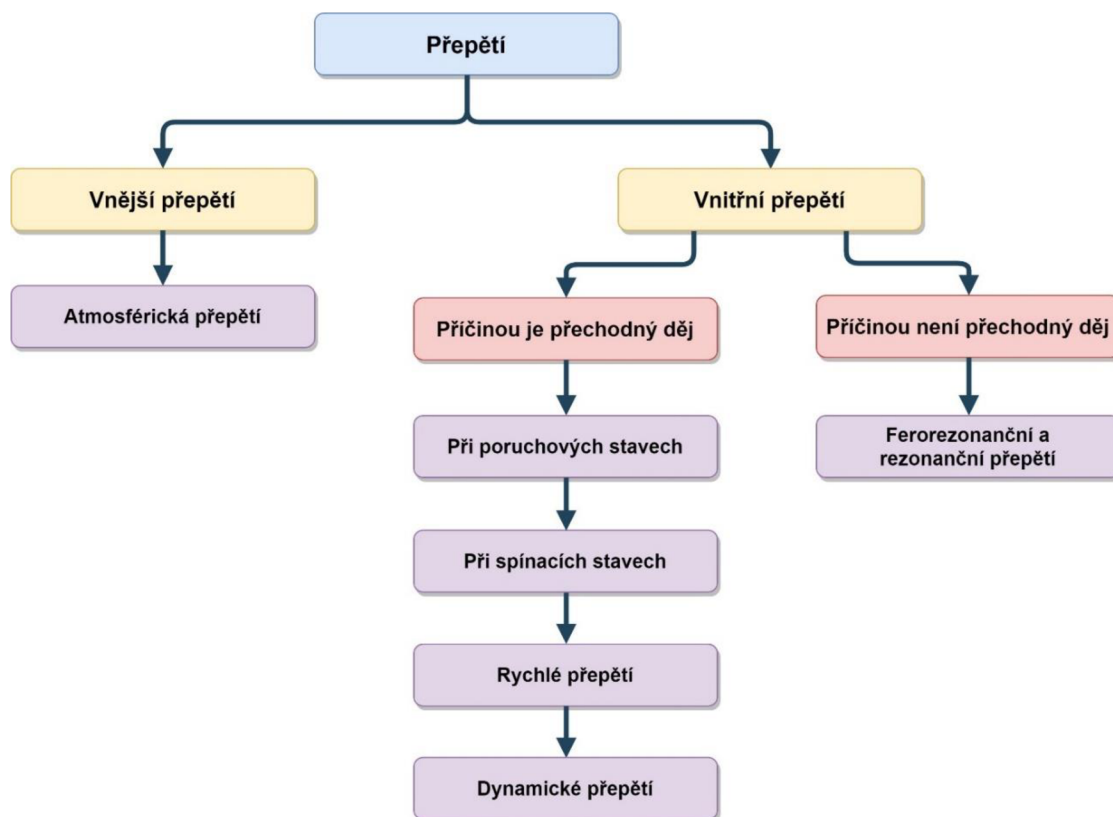 Přepětí
Vnější přepětí
Vnitřní přepětí
Atmosférická přepětí
Příčinou je přechodný děj
Příčinou není přechodný děj
Při poruchových stavech
Ferorezonanční a
rezonanční přepětí
Při spínacích stavech
Rychlé přepětí
Dynamické přepětí